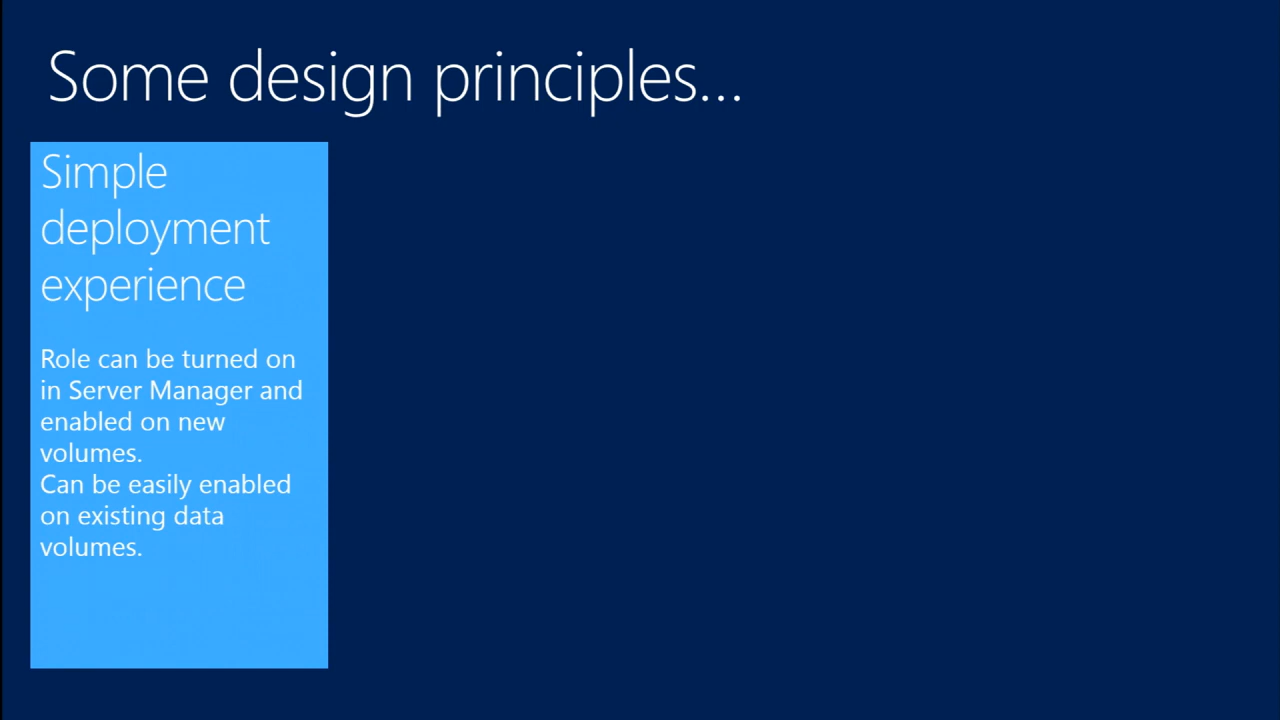 Some design principles...
Simple
deployment
experience
Role can be turned on
in Server Manager and
enabled on new
volumes.
Can be easily enabled
on existing data
volumes.